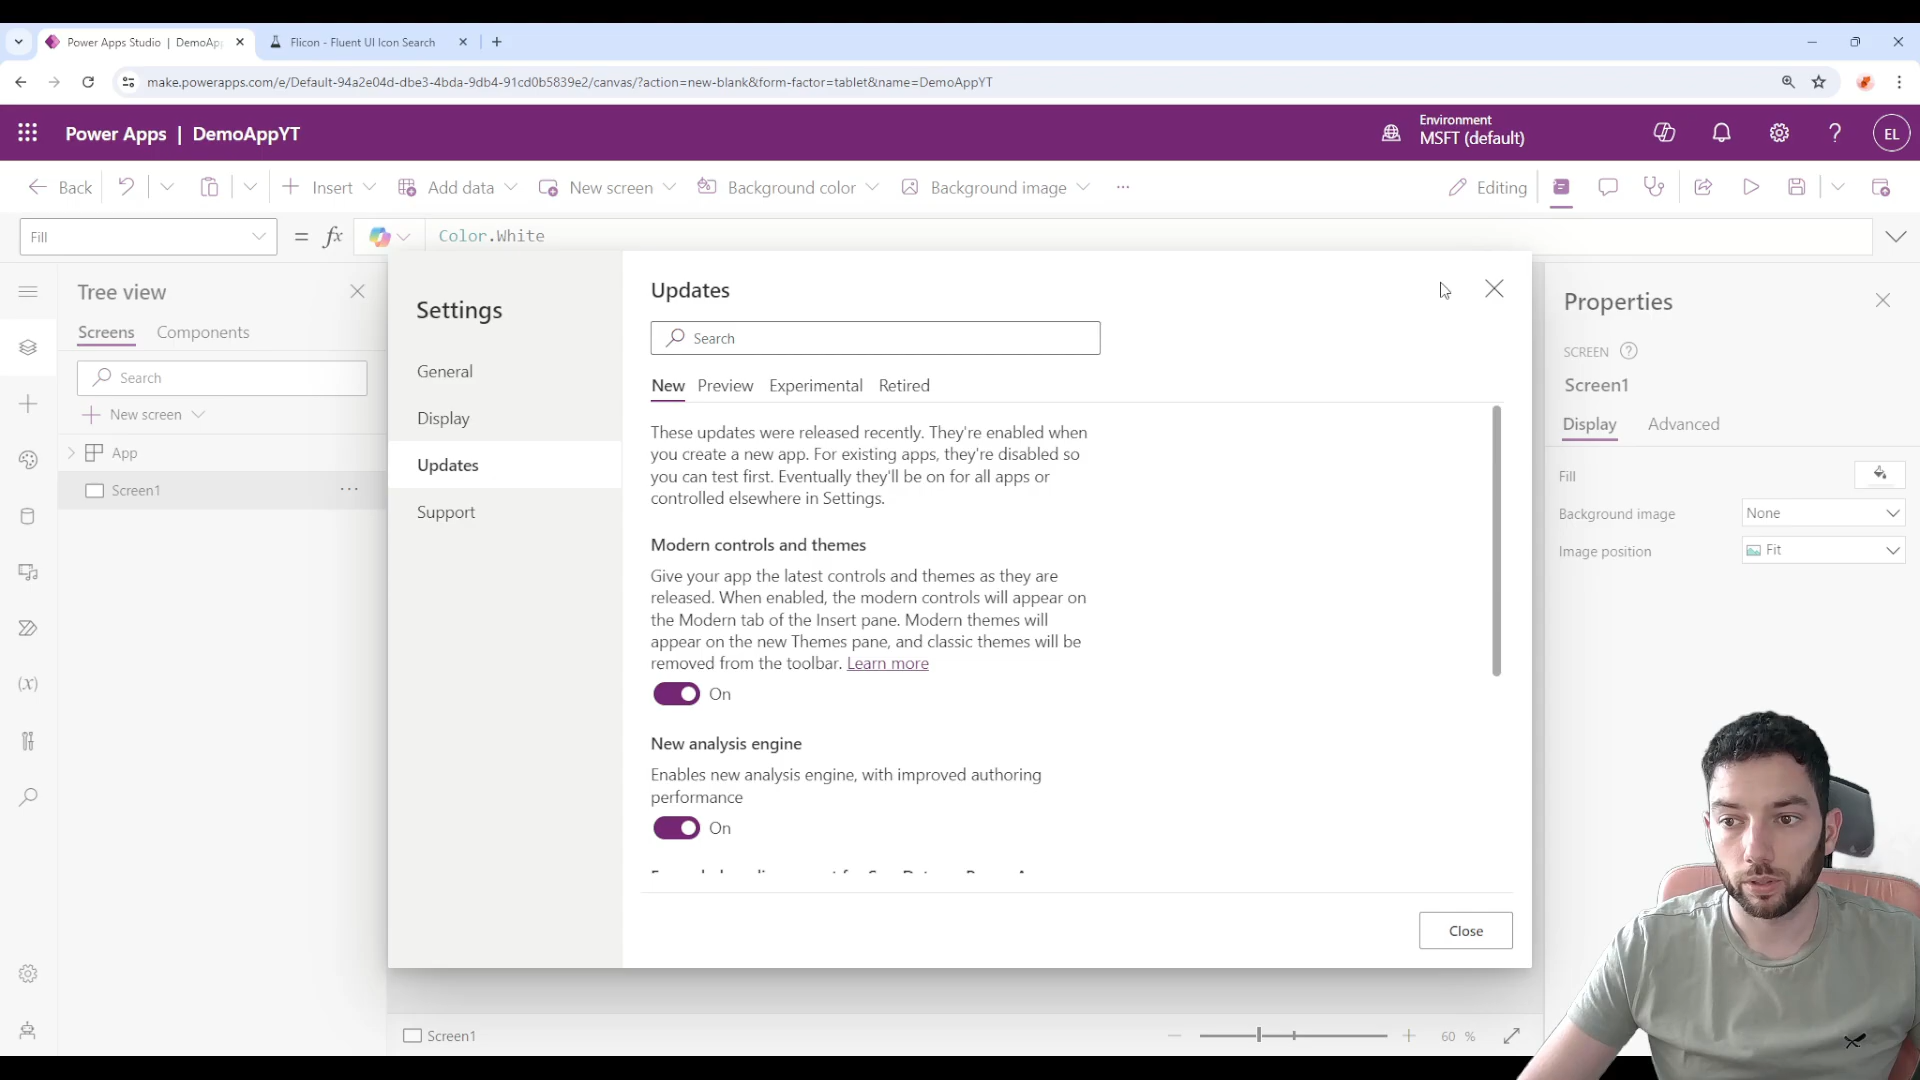 Power Apps Studio | DemoApp
Flicon - Fluent UI Icon Search
make.powerapps.com/e/Default-94a2e04d-dbe3-4bda-9db4-91cd0b5839e2/canvas/?action=new-blank&form-factor=tablet&name=DemoAppYT
Power Apps | DemoAppYT
Environment
MSFT (default)
EL
Back
Insert
Add data
New screen
Background color
Background image
Editing
Fill
= fx
Color.White
Tree view
Screens
Components
Search
New screen
App
Screen1
(x)
Settings
General
Display
Updates
Support
Updates
Search
New
Preview
Experimental
Retired
These updates were released recently. They're enabled when
you create a new app. For existing apps, they're disabled so
you can test first. Eventually they'll be on for all apps or
controlled elsewhere in Settings.
Modern controls and themes
Give your app the latest controls and themes as they are
released. When enabled, the modern controls will appear on
the Modern tab of the Insert pane. Modern themes will
appear on the new Themes pane, and classic themes will be
removed from the toolbar. Learn more
On
New analysis engine
Enables new analysis engine, with improved authoring
performance
On
Close
Properties
SCREEN
Screen1
Display
Advanced
Fill
Background image
None
Image position
Fit
Screen1
60 %